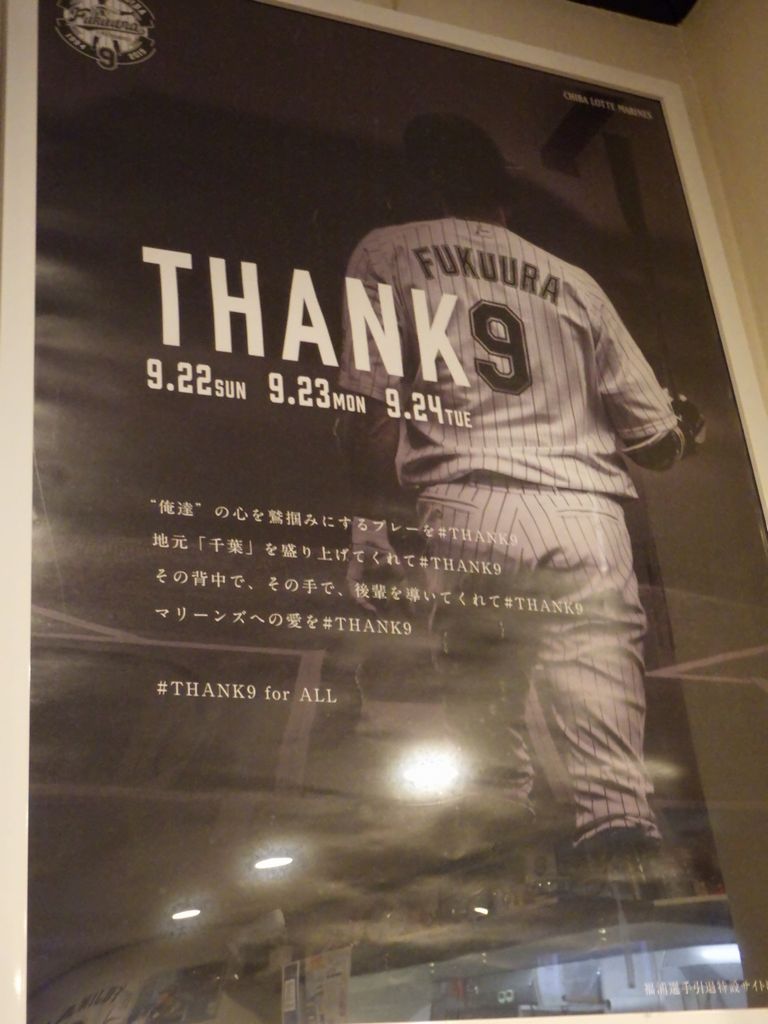 Fukuura
9
CHIBA LOTTE MARINES
FUKUURA
THANK 9
9.22SUN 9.23MON 9.24TUE
“俺達”の心を鷲掴みにするプレーを#THANK9
地元「千葉」を盛り上げてくれて#THANK9
その背中で、その手で、後輩を導いてくれて#THANK9
マリーンズへの愛を#THANK9
#THANK9 for ALL
福浦選手引退特設サイト